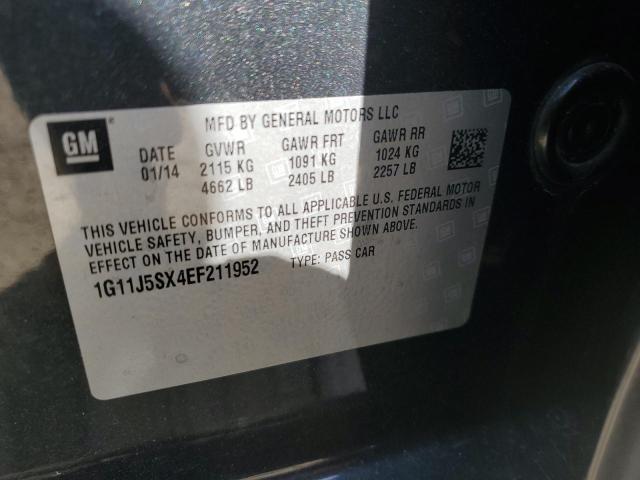 GM
MFD BY GENERAL MOTORS LLC
DATE GVWR GAWR FRT GAWR RR
01/14 2115 KG 1091 KG 1024 KG
4662 LB 2405 LB 2257 LB
THIS VEHICLE CONFORMS TO ALL APPLICABLE U.S. FEDERAL MOTOR
VEHICLE SAFETY, BUMPER, AND THEFT PREVENTION STANDARDS IN
EFFECT ON THE DATE OF MANUFACTURE SHOWN ABOVE.
1G11J5SX4EF211952 TYPE: PASS CAR